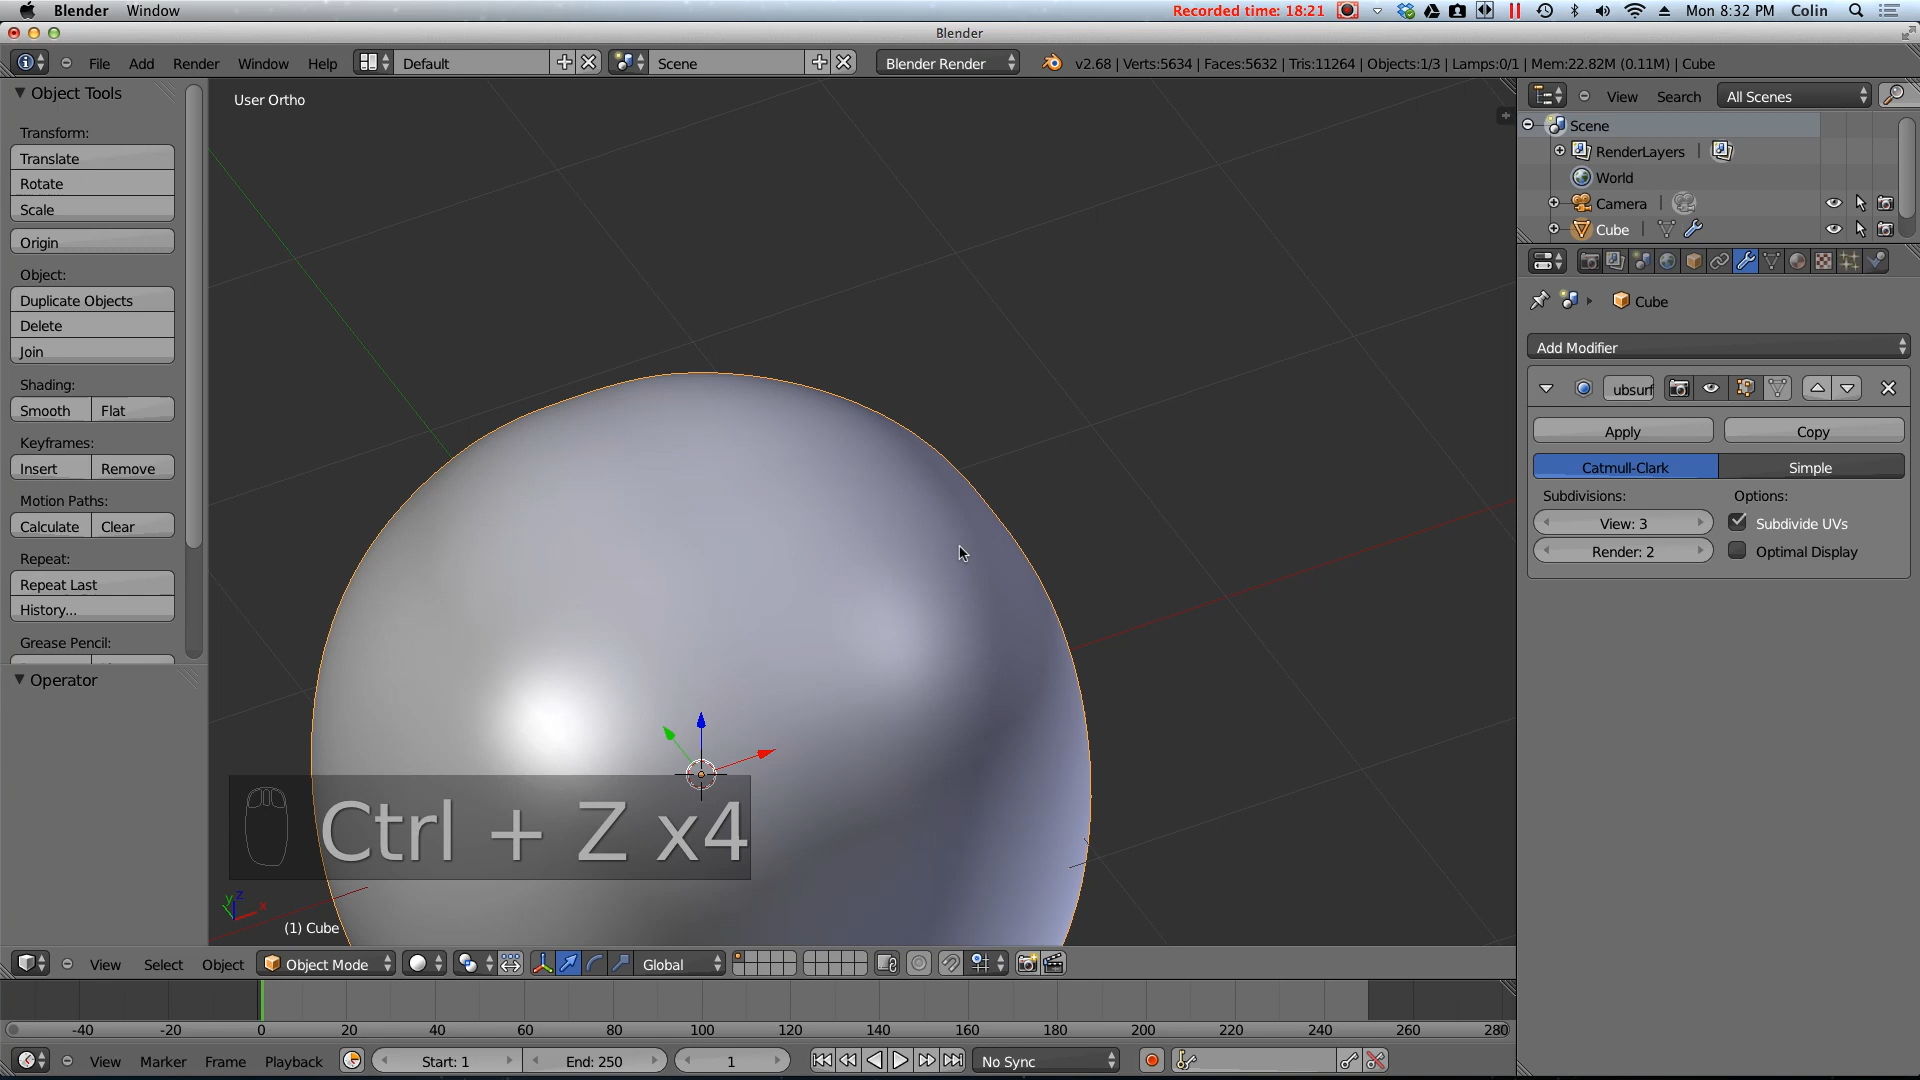 Blender Window Recorded time: 18:21 Mon 8:32 PM Colin
Blender
File Add Render Window Help Default Scene Blender Render v2.68 | Verts:5634 | Faces:5632 | Tris:11264 | Objects:1/3 | Lamps:0/1 | Mem:22.82M (0.11M) | Cube
Object Tools
Transform:
Translate
Rotate
Scale
Origin
Object:
Duplicate Objects
Delete
Join
Shading:
Smooth Flat
Keyframes:
Insert Remove
Motion Paths:
Calculate Clear
Repeat:
Repeat Last
History...
Grease Pencil:
Operator
User Ortho
Ctrl + Z x4
z
y
x
(1) Cube
View Search All Scenes
Scene
RenderLayers |
World
Camera |
Cube |
Cube
Add Modifier
ubsurf
Apply Copy
Catmull-Clark Simple
Subdivisions: Options:
View: 3 Subdivide UVs
Render: 2 Optimal Display
View Select Object Object Mode Global
-40 -20 0 20 40 60 80 100 120 140 160 180 200 220 240 260 280
View Marker Frame Playback Start: 1 End: 250 1 No Sync